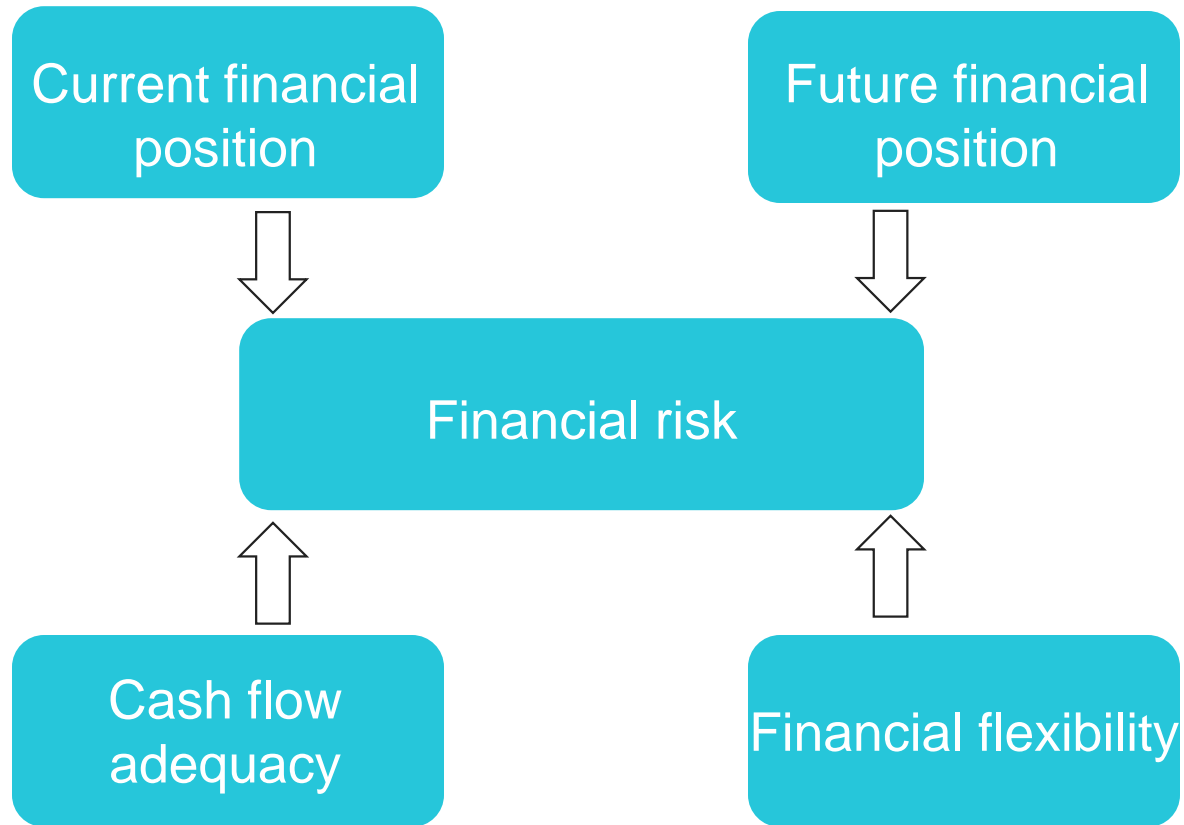 Current financial
position
Future financial
position
Financial risk
Cash flow
adequacy
Financial flexibility